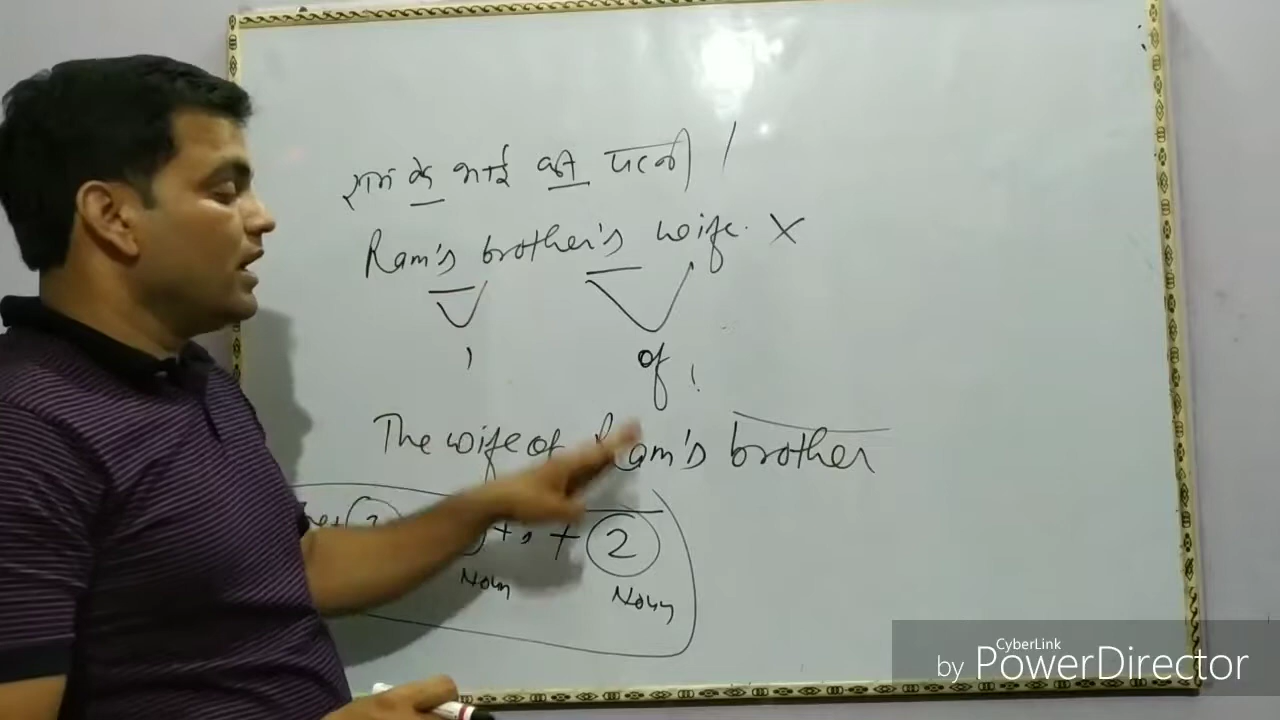 राम के भाई की पत्नी /
Ram's brother's wife. X
, of !
The wife of Ram's brother
+ 's + 2
Noun Noun
CyberLink
by PowerDirector